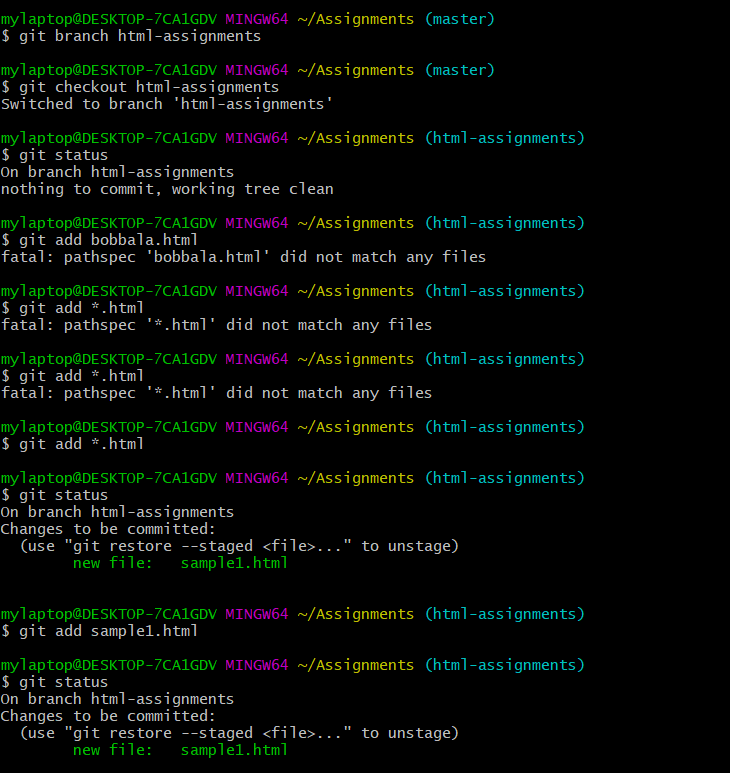 mylaptop@DESKTOP-7CA1GDV MINGW64 ~/Assignments (master)
$ git branch html-assignments
mylaptop@DESKTOP-7CA1GDV MINGW64 ~/Assignments (master)
$ git checkout html-assignments
Switched to branch 'html-assignments'
mylaptop@DESKTOP-7CA1GDV MINGW64 ~/Assignments (html-assignments)
$ git status
On branch html-assignments
nothing to commit, working tree clean
mylaptop@DESKTOP-7CA1GDV MINGW64 ~/Assignments (html-assignments)
$ git add bobbala.html
fatal: pathspec 'bobbala.html' did not match any files
mylaptop@DESKTOP-7CA1GDV MINGW64 ~/Assignments (html-assignments)
$ git add *.html
fatal: pathspec '*.html' did not match any files
mylaptop@DESKTOP-7CA1GDV MINGW64 ~/Assignments (html-assignments)
$ git add *.html
fatal: pathspec '*.html' did not match any files
mylaptop@DESKTOP-7CA1GDV MINGW64 ~/Assignments (html-assignments)
$ git add *.html
mylaptop@DESKTOP-7CA1GDV MINGW64 ~/Assignments (html-assignments)
$ git status
On branch html-assignments
Changes to be committed:
  (use "git restore --staged <file>..." to unstage)
        new file:   sample1.html
mylaptop@DESKTOP-7CA1GDV MINGW64 ~/Assignments (html-assignments)
$ git add sample1.html
mylaptop@DESKTOP-7CA1GDV MINGW64 ~/Assignments (html-assignments)
$ git status
On branch html-assignments
Changes to be committed:
  (use "git restore --staged <file>..." to unstage)
        new file:   sample1.html